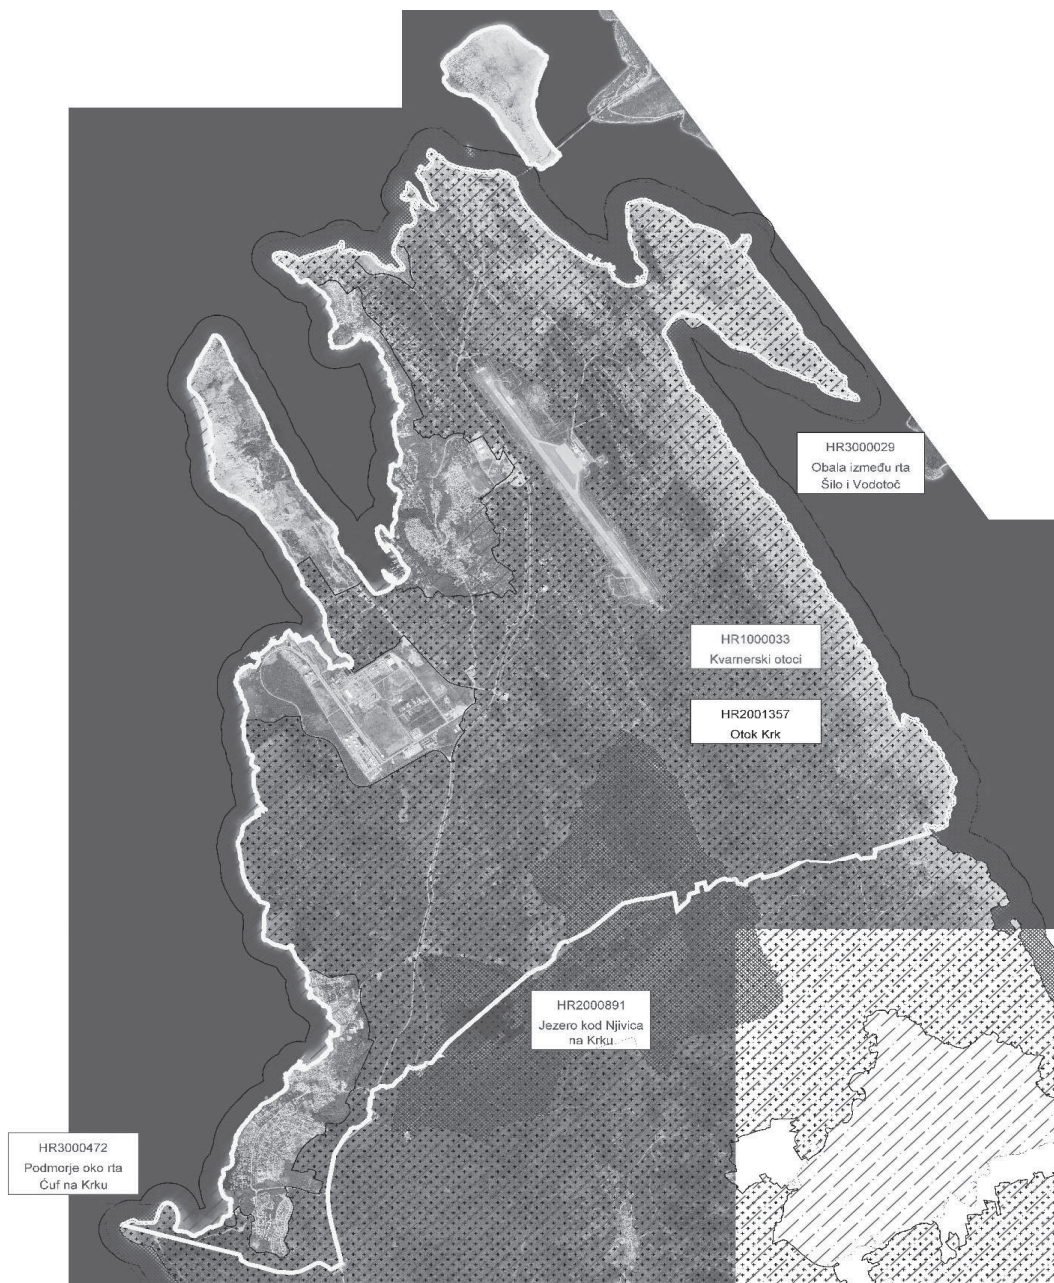 HR3000029
Obala između rta
Šilo i Vodotoč
HR1000033
Kvarnerski otoci
HR2001357
Otok Krk
HR2000891
Jezero kod Njivica
na Krku
HR3000472
Podmorje oko rta
Ćuf na Krku